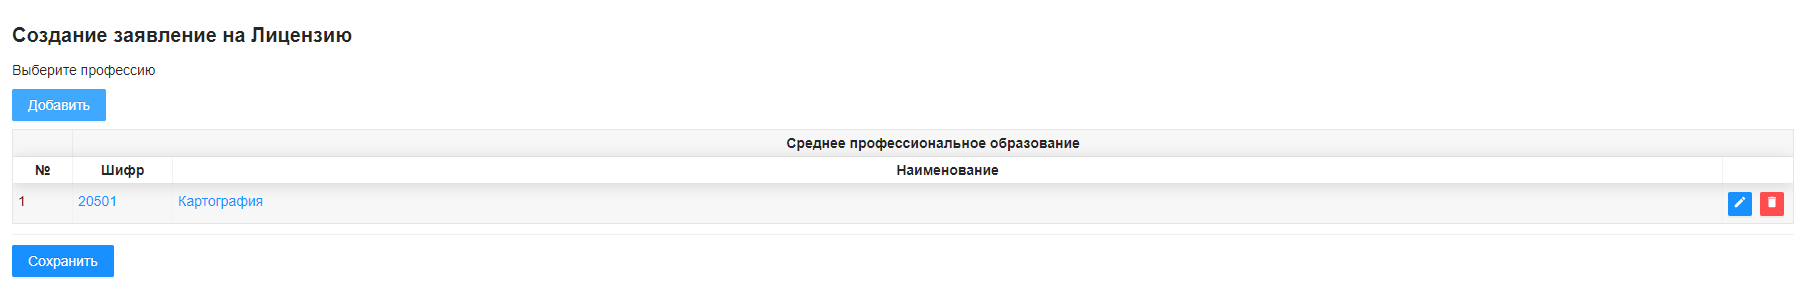 Создание заявление на Лицензию
Выберите профессию
Добавить
Среднее профессиональное образование
№ Шифр Наименование
1 20501 Картография
Сохранить